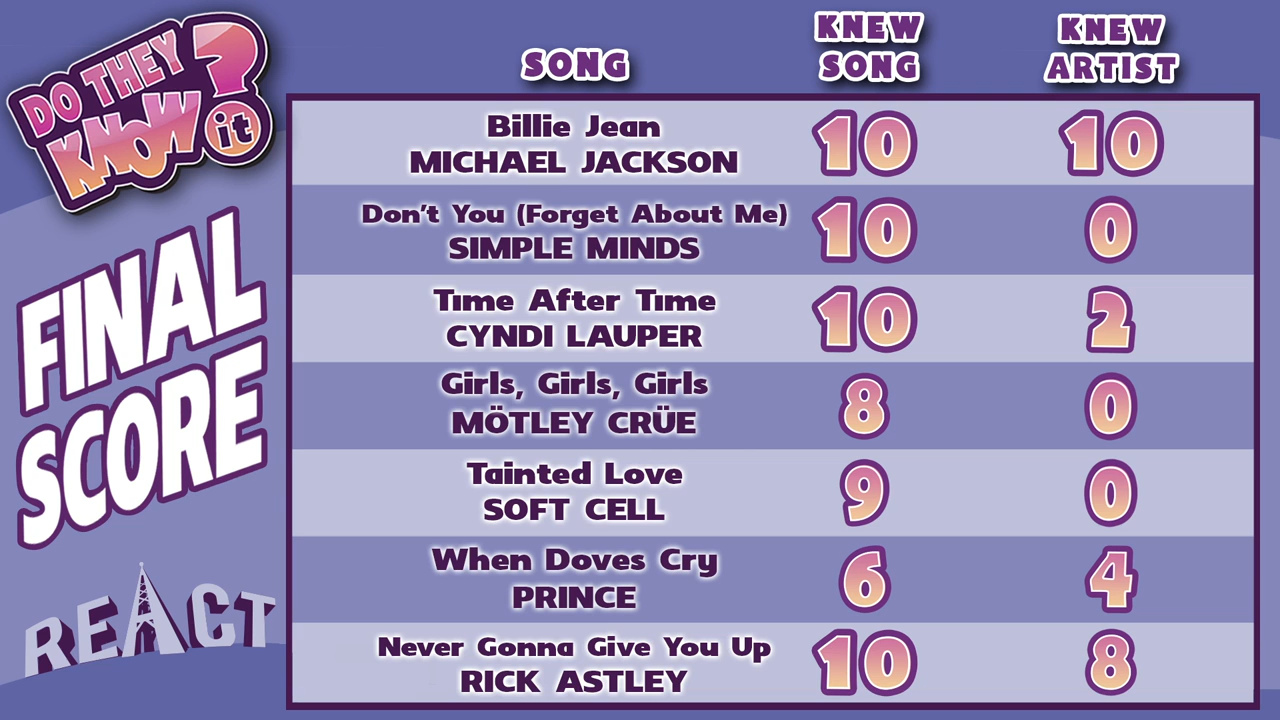 DO THEY
KNOW it?
FINAL
SCORE
REACT
SONG
KNEW
SONG
KNEW
ARTIST
Billie Jean
MICHAEL JACKSON
10
10
Don't You (Forget About Me)
SIMPLE MINDS
10
0
Time After Time
CYNDI LAUPER
10
2
Girls, Girls, Girls
MÖTLEY CRÜE
8
0
Tainted Love
SOFT CELL
9
0
When Doves Cry
PRINCE
6
4
Never Gonna Give You Up
RICK ASTLEY
10
8